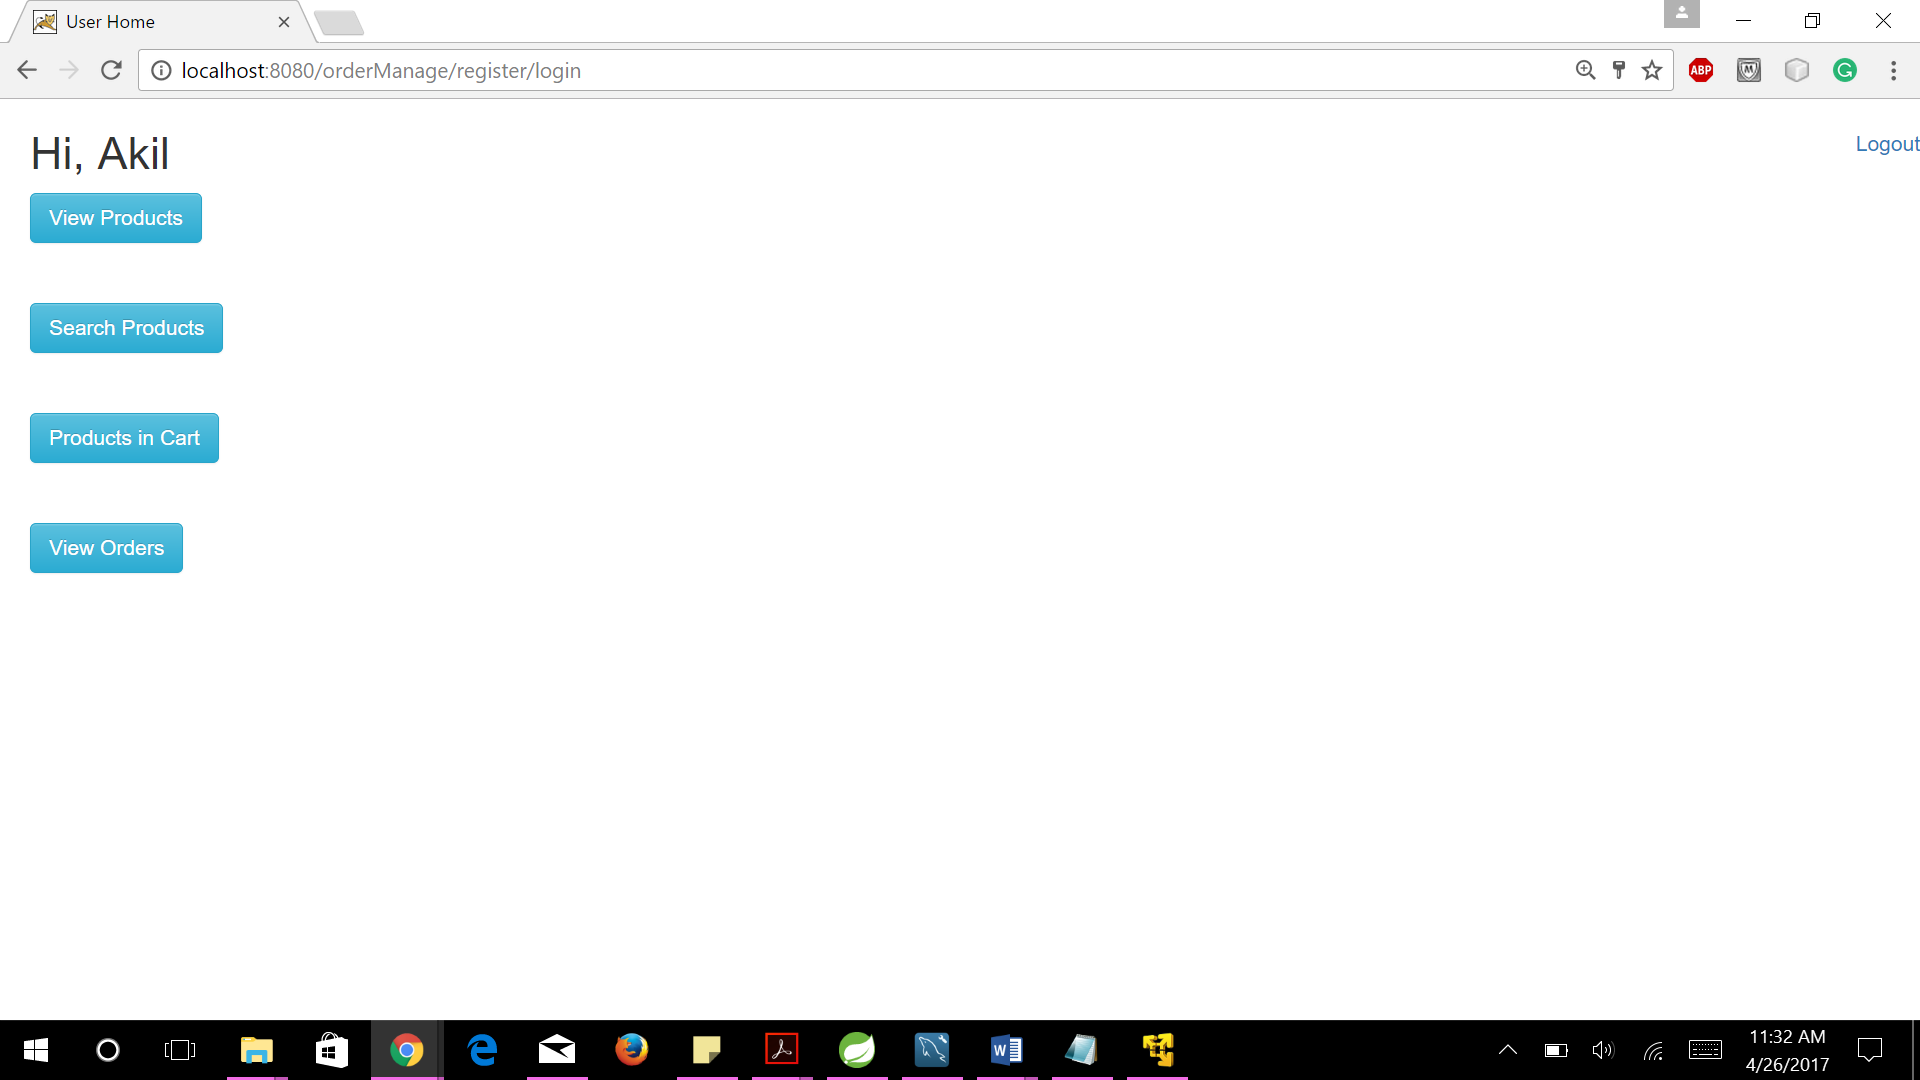 User Home
localhost:8080/orderManage/register/login
ABP
M
G
Hi, Akil
Logout
View Products
Search Products
Products in Cart
View Orders
W
11:32 AM
4/26/2017